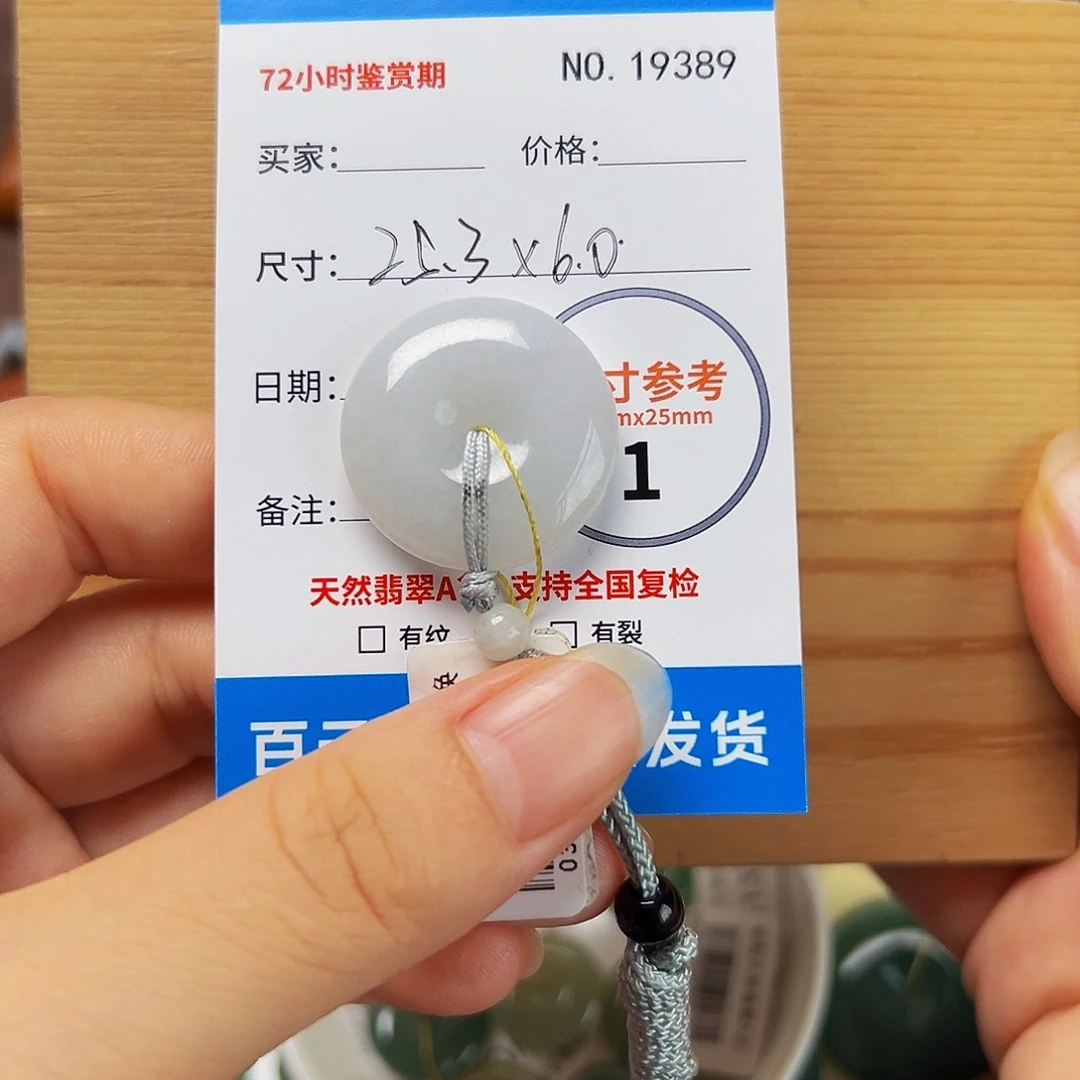 72小时鉴赏期 NO. 19389
买家: 价格:
尺寸: 25.3 x 6.0
日期: 寸参考
mx25mm
1
备注:
天然翡翠A 支持全国复检
□ 有纹 □ 有裂
百 发货